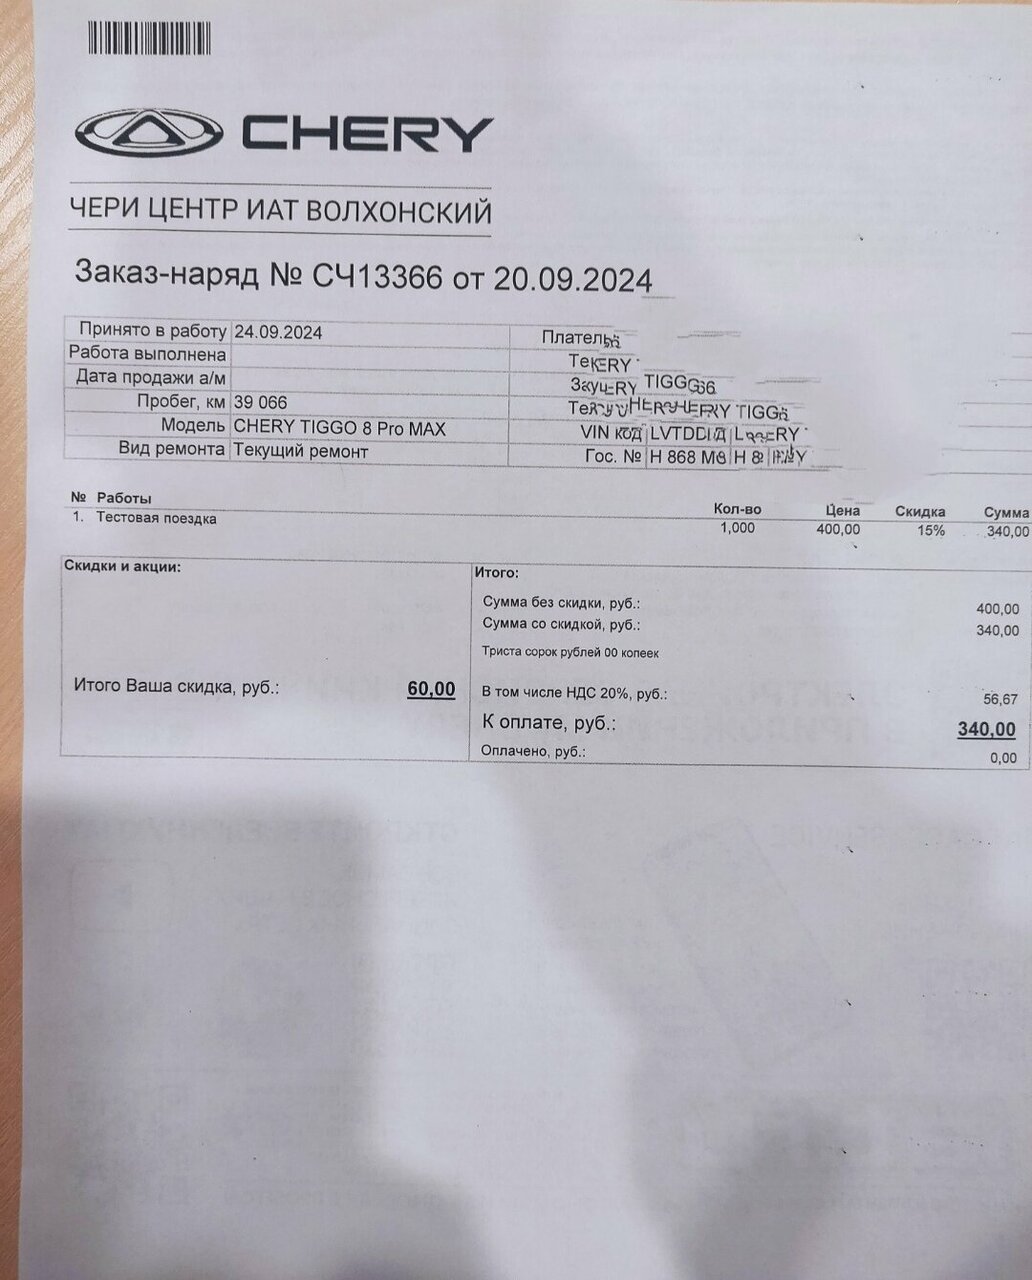 CHERY
ЧЕРИ ЦЕНТР ИАТ ВОЛХОНСКИЙ
Заказ-наряд № СЧ13366 от 20.09.2024
Принято в работу 24.09.2024
Работа выполнена
Дата продажи а/м
Пробег, км 39 066
Модель CHERY TIGGO 8 Pro MAX
VIN код
Вид ремонта Текущий ремонт
Гос. № Н 868
№ Работы Кол-во Цена Скидка Сумма
1. Тестовая поездка 1,000 400,00 15% 340,00
Скидки и акции:
Итого Ваша скидка, руб.: 60,00
Итого:
Сумма без скидки, руб.: 400,00
Сумма со скидкой, руб.: 340,00
Триста сорок рублей 00 копеек
В том числе НДС 20%, руб.: 56,67
К оплате, руб.: 340,00
Оплачено, руб.: 0,00